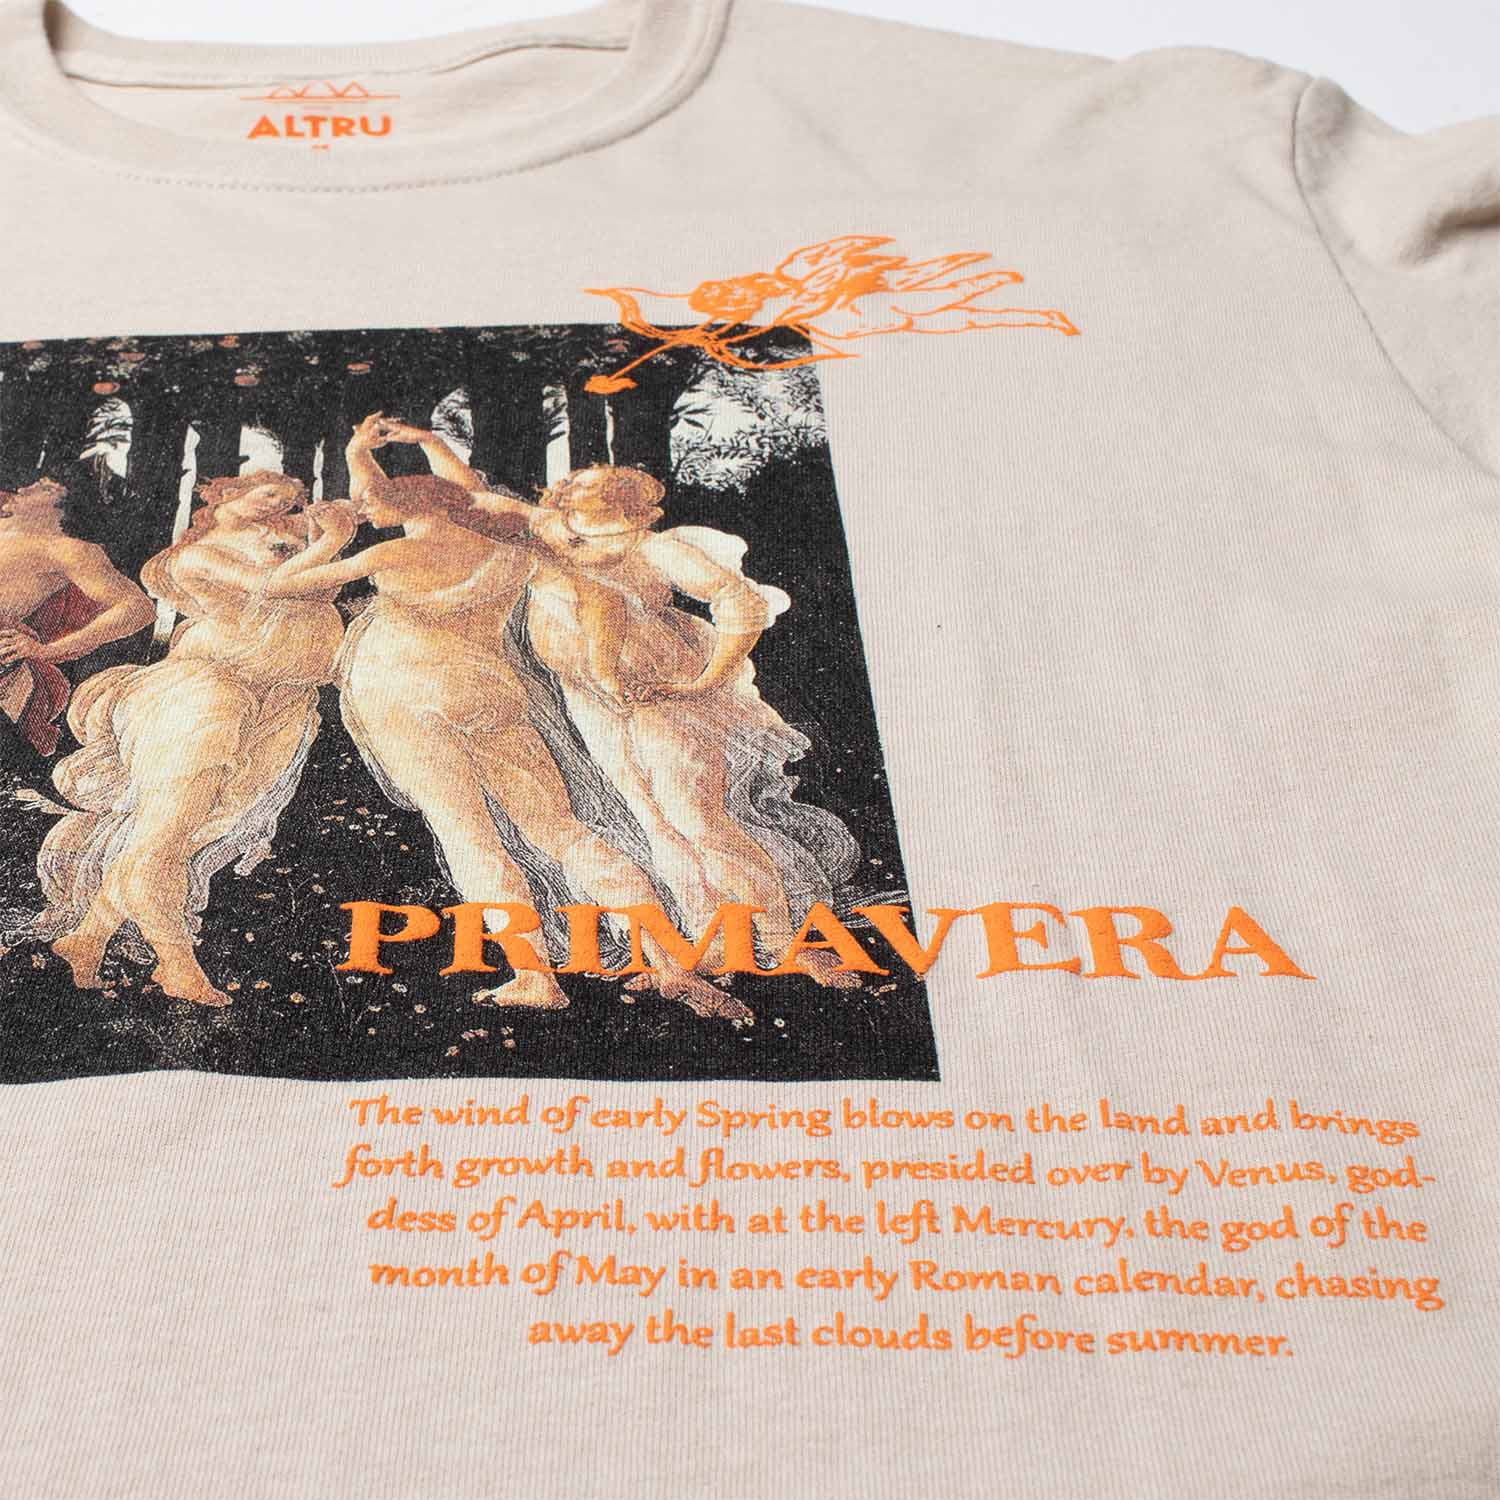 ALTRU
PRIMAVERA
The wind of early Spring blows on the land and brings
forth growth and flowers, presided over by Venus, god-
dess of April, with at the left Mercury, the god of the
month of May in an early Roman calendar, chasing
away the last clouds before summer.